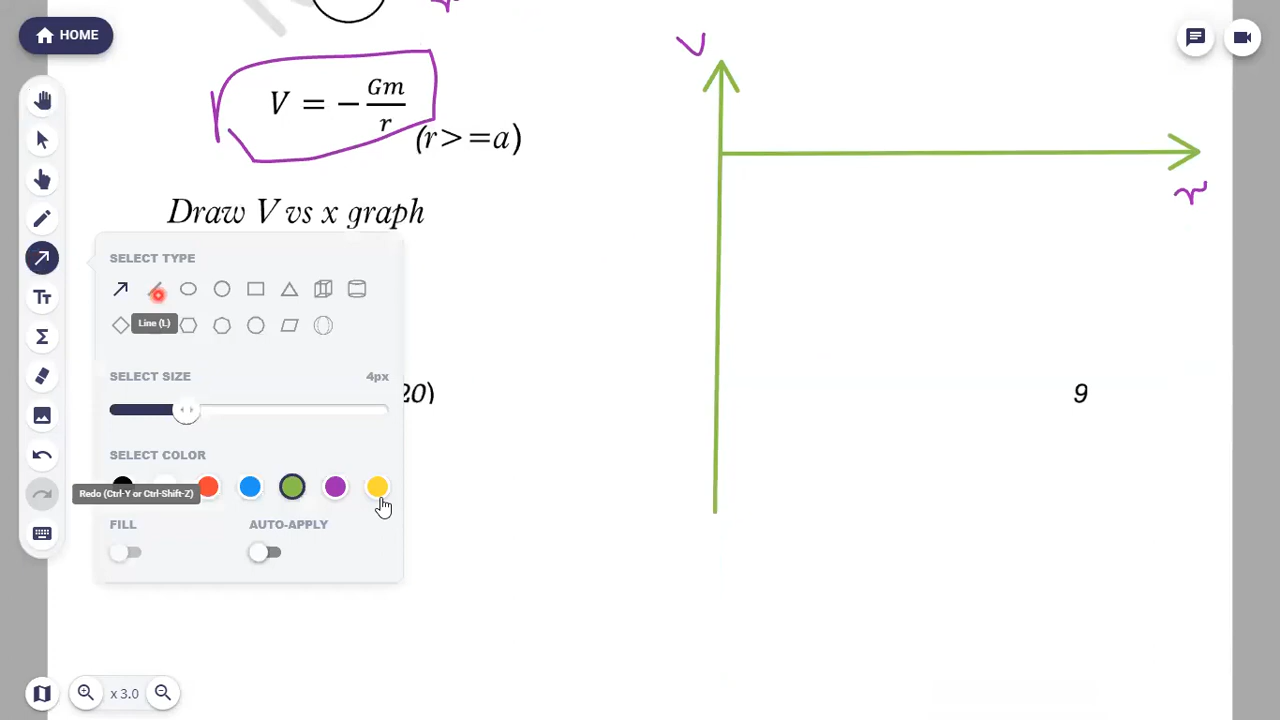 HOME
V = − Gm / r
(r>=a)
V
r
Draw V vs x graph
SELECT TYPE
Line (L)
SELECT SIZE
4px
20)
9
SELECT COLOR
Redo (Ctrl-Y or Ctrl-Shift-Z)
FILL
AUTO-APPLY
Tт
Σ
x 3.0